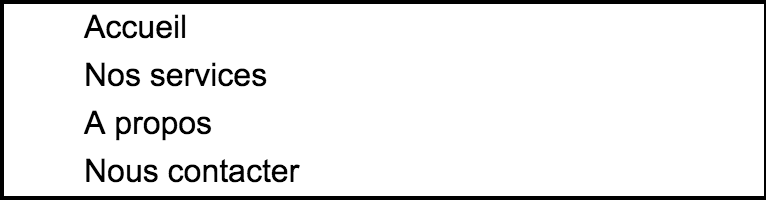 Accueil
Nos services
A propos
Nous contacter